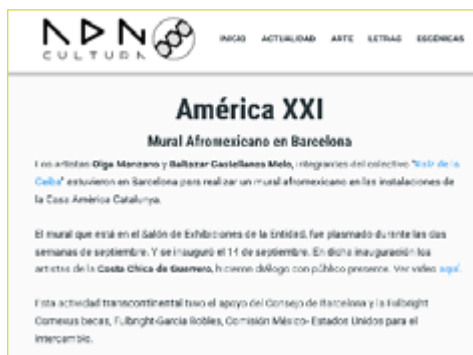 NDN
CULTURA
INICIO ACTUALIDAD ARTE LETRAS ESCÉNICAS
América XXI
Mural Afromexicano en Barcelona
Los artistas Olga Manzano y Baltazar Castellanos Melo, integrantes del colectivo "Raíz de la
Ceiba" estuvieron en Barcelona para realizar un mural afromexicano en las instalaciones de
la Casa Amèrica Catalunya.
El mural que está en el Salón de Exhibiciones de la Entidad, fue plasmado durante las dos
semanas de septiembre. Y se inauguró el 14 de septiembre. En dicha inauguración los
artistas de la Costa Chica de Guerrero, hicieron diálogo con público presente. Ver video aquí.
Esta actividad transcontinental tuvo el apoyo del Consejo de Barcelona y la Fulbright
Comexus becas, Fulbright-García Robles, Comisión México- Estados Unidos para el
intercambio.